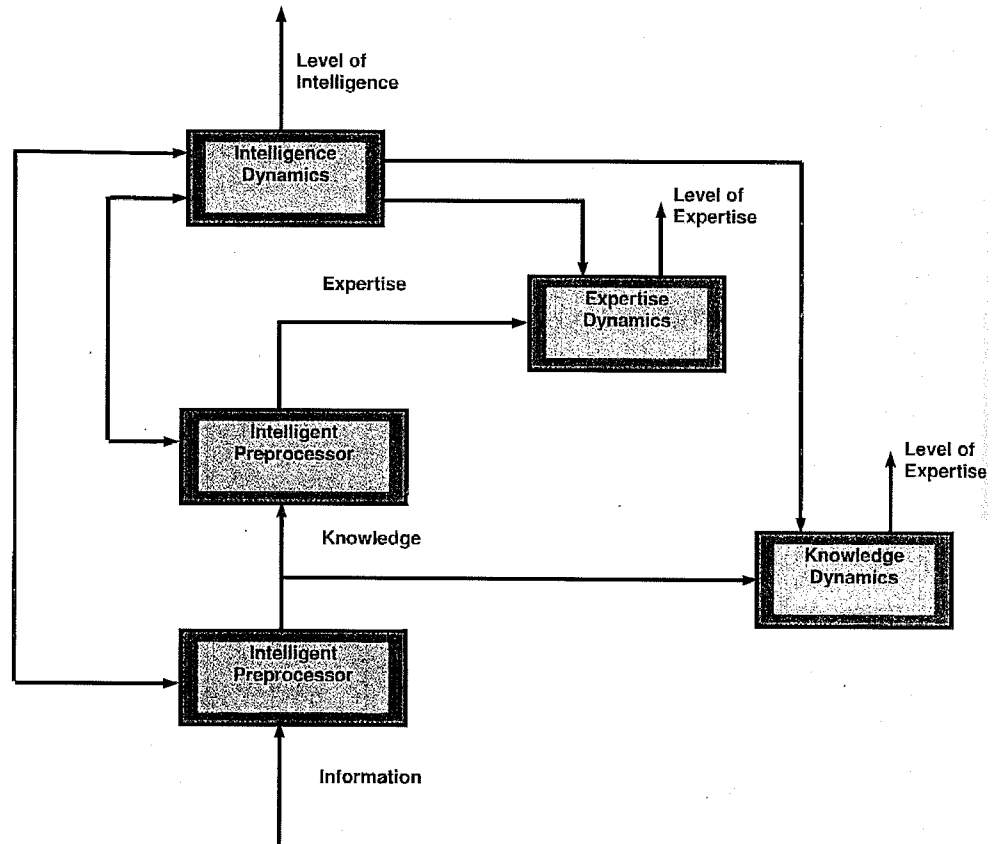 Level of
Intelligence
Intelligence
Dynamics
Level of
Expertise
Expertise
Expertise
Dynamics
Intelligent
Preprocessor
Level of
Expertise
Knowledge
Knowledge
Dynamics
Intelligent
Preprocessor
Information